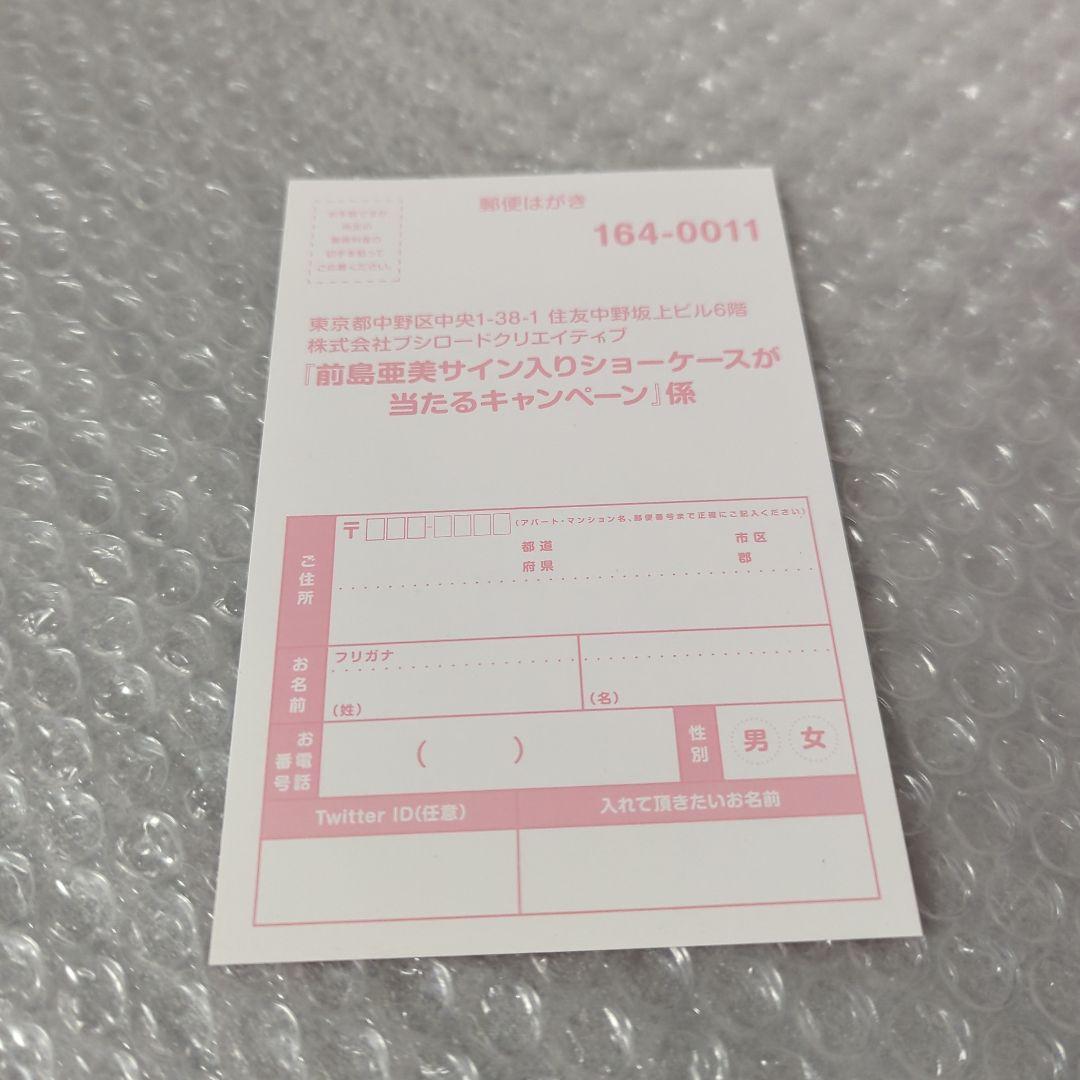 郵便はがき
164-0011
お手数ですが
所定の
郵便料金の
切手を貼って
ご応募ください。
東京都中野区中央1-38-1 住友中野坂上ビル6階
株式会社ブシロードクリエイティブ
『前島亜美サイン入りショーケースが
当たるキャンペーン』係
ご住所
〒 - (アパート・マンション名、郵便番号まで正確にご記入ください)
都道 市区
府県 郡
お名前
フリガナ
(姓) (名)
お電話番号
( )
性別
男 女
Twitter ID(任意) 入れて頂きたいお名前